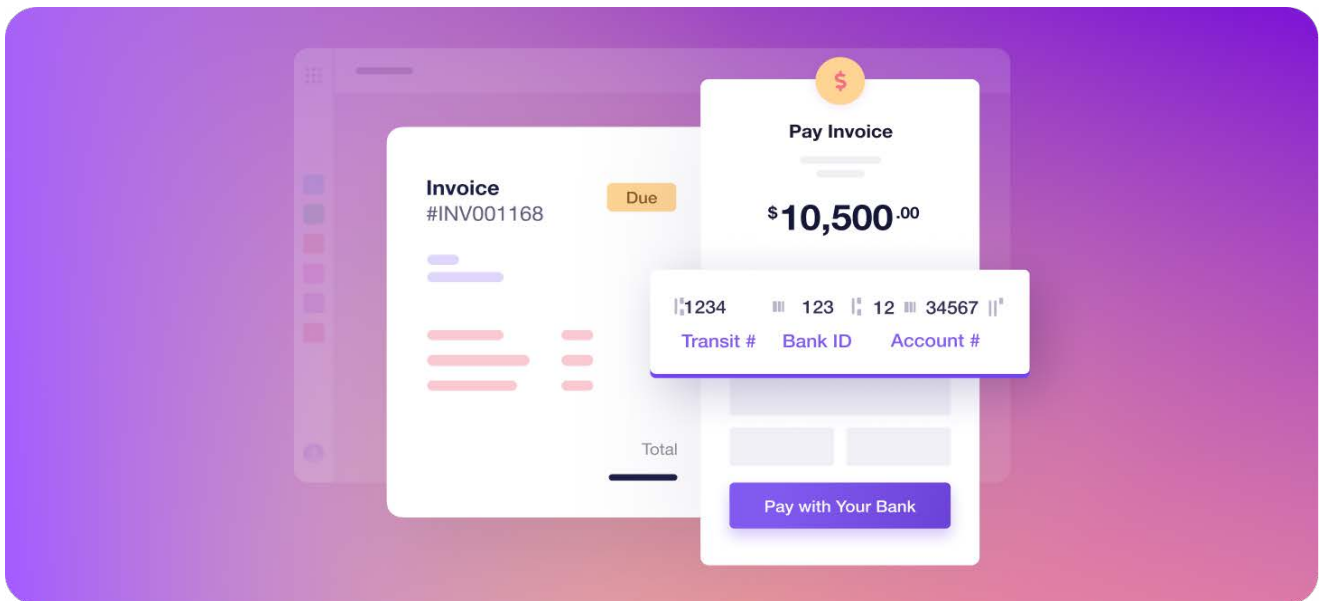 Invoice
#INV001168
Due
Total
$
Pay Invoice
$10,500.00
1234 123 12 34567
Transit # Bank ID Account #
Pay with Your Bank